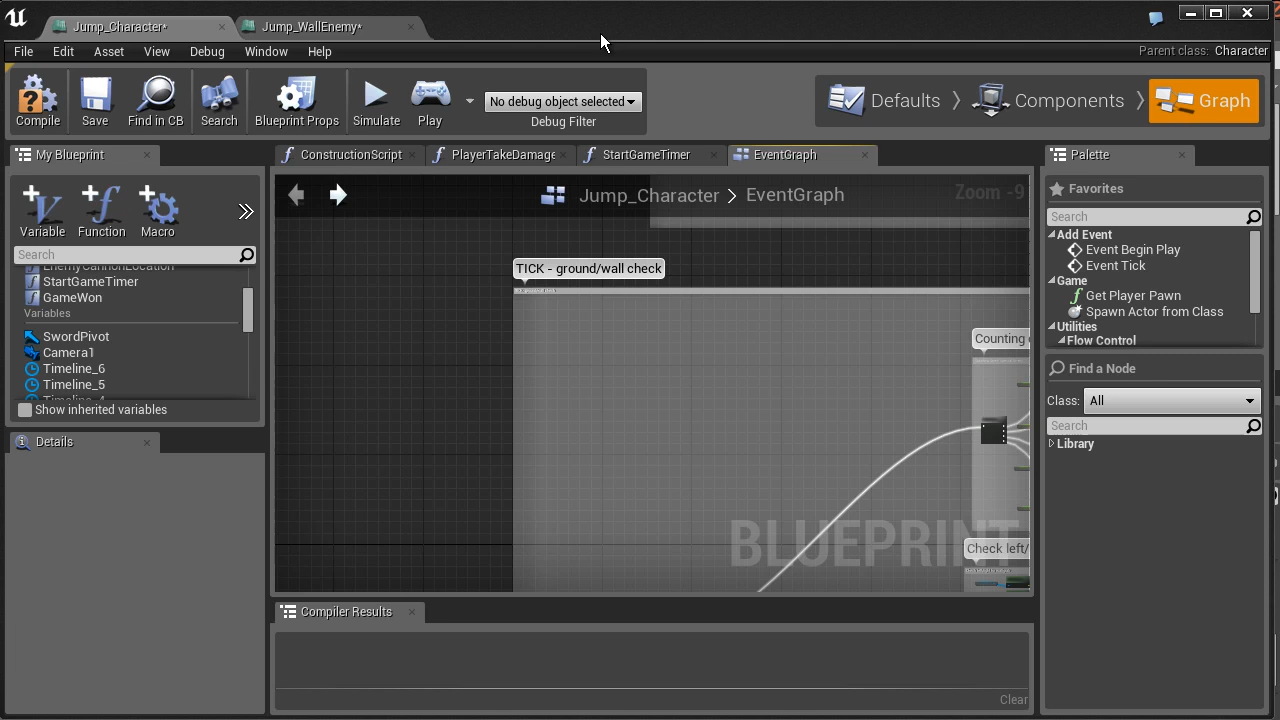 Jump_Character*
Jump_WallEnemy*
File Edit Asset View Debug Window Help
Parent class: Character
Compile Save Find in CB Search Blueprint Props Simulate Play
No debug object selected
Debug Filter
Defaults Components Graph
My Blueprint
ConstructionScript PlayerTakeDamage StartGameTimer EventGraph
Palette
Variable Function Macro
Jump_Character > EventGraph
Zoom -9
Favorites
Search
Search
EnemyCannonLocation
StartGameTimer
GameWon
Variables
SwordPivot
Camera1
Timeline_6
Timeline_5
Timeline_4
Show inherited variables
Details
TICK - ground/wall check
Counting
Check left/
BLUEPRINT
Add Event
Event Begin Play
Event Tick
Game
Get Player Pawn
Spawn Actor from Class
Utilities
Flow Control
Find a Node
Class: All
Search
Library
Compiler Results
Clear